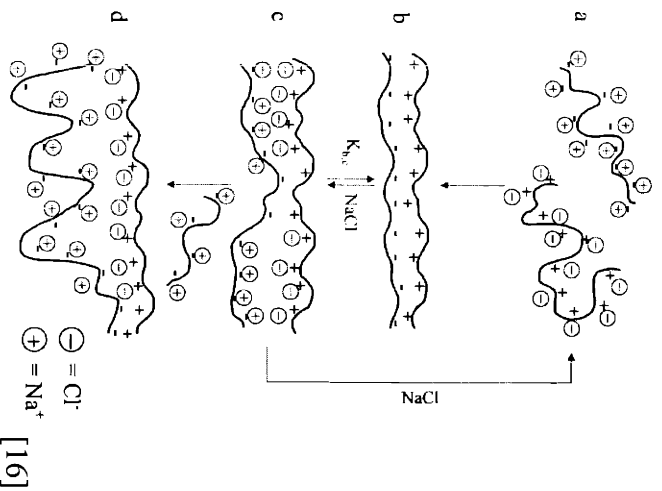 a
b
c
d
K b,c NaCl
NaCl
⊖ = Cl⁻
⊕ = Na⁺
[16]